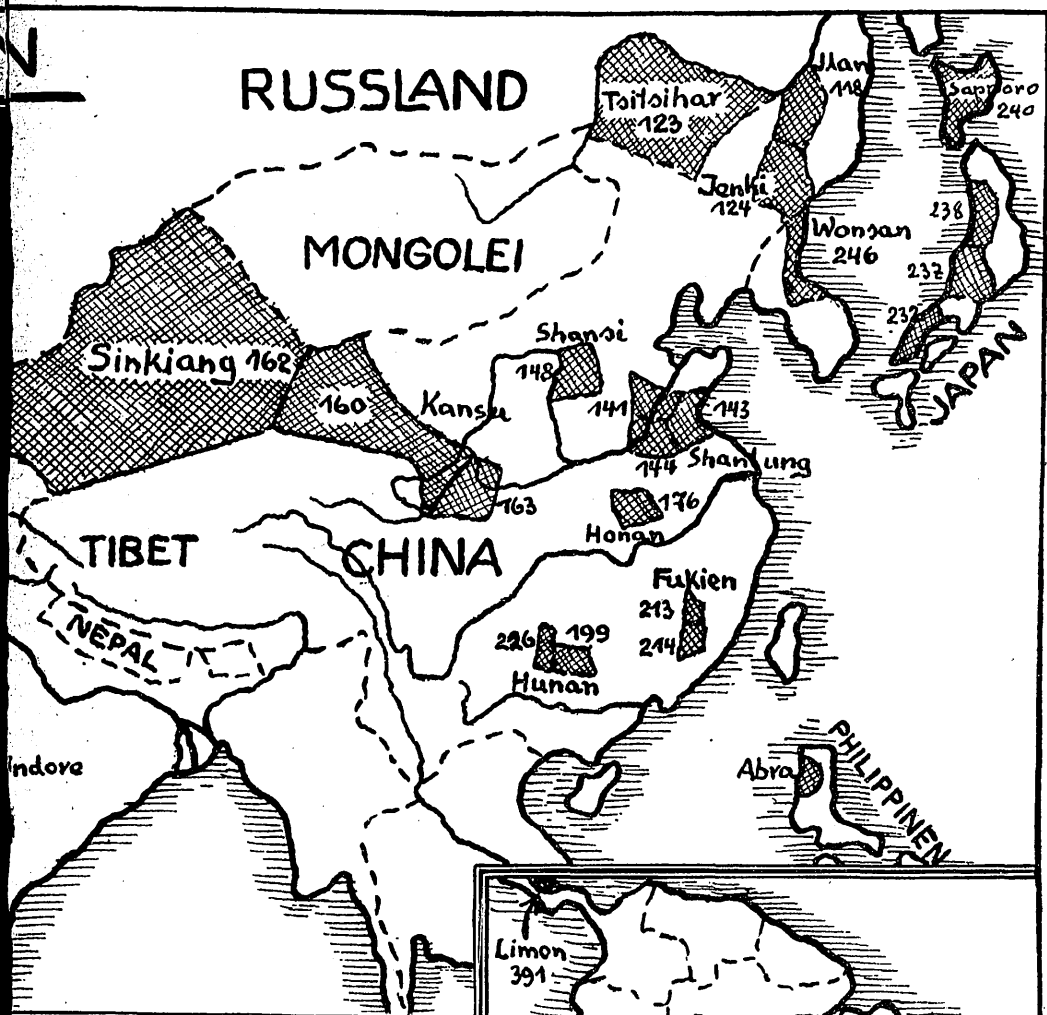 N
RUSSLAND
Tsitsihar
123
Ilan
118
Sapporo
240
Jenki
124
238
Wonsan
246
MONGOLEI
237
232
JAPAN
Shansi
148
Sinkiang 162
160
Kansu
141
143
144 Shantung
163
176
Honan
TIBET
CHINA
Fukien
213
214
NEPAL
226 199
Hunan
Indore
Abra
PHILIPPINEN
Limon
391